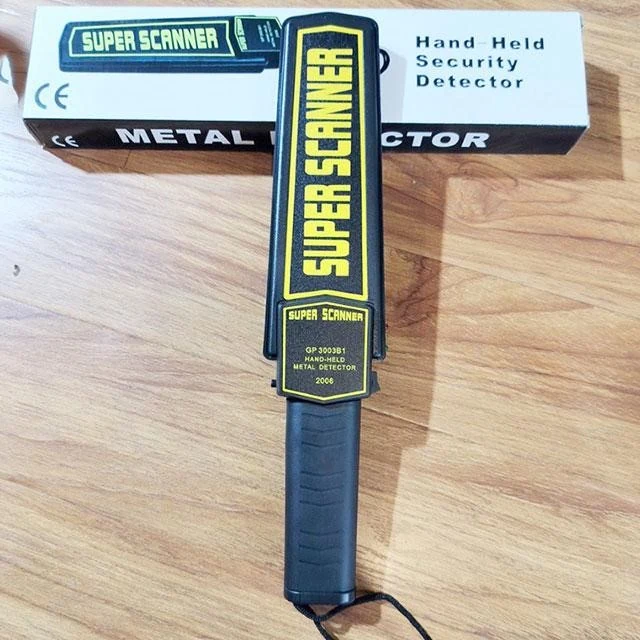 SUPER SCANNER
Hand-Held
Security
Detector
CE
CE
METAL
CTOR
SUPER SCANNER
SUPER SCANNER
GP 3003B1
HAND-HELD
METAL DETECTOR
2006